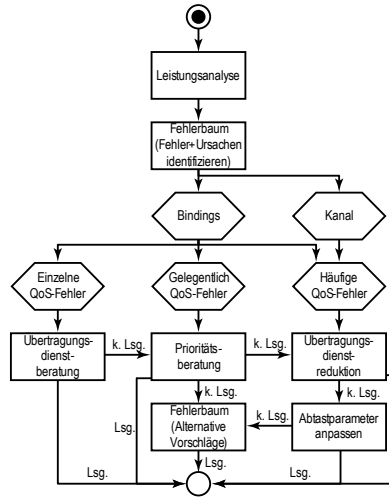 Leistungsanalyse
Fehlerbaum
(Fehler+Ursachen
identifizieren)
Bindings
Kanal
Einzelne
QoS-Fehler
Gelegentlich
QoS-Fehler
Häufige
QoS-Fehler
Übertragungs-
dienst-
beratung
k. Lsg.
Prioritäts-
beratung
k. Lsg.
Übertragungs-
dienst-
reduktion
k. Lsg.
k. Lsg.
Lsg.
Fehlerbaum
(Alternative
Vorschläge)
k. Lsg.
Abtastparameter
anpassen
Lsg.
Lsg.
Lsg.